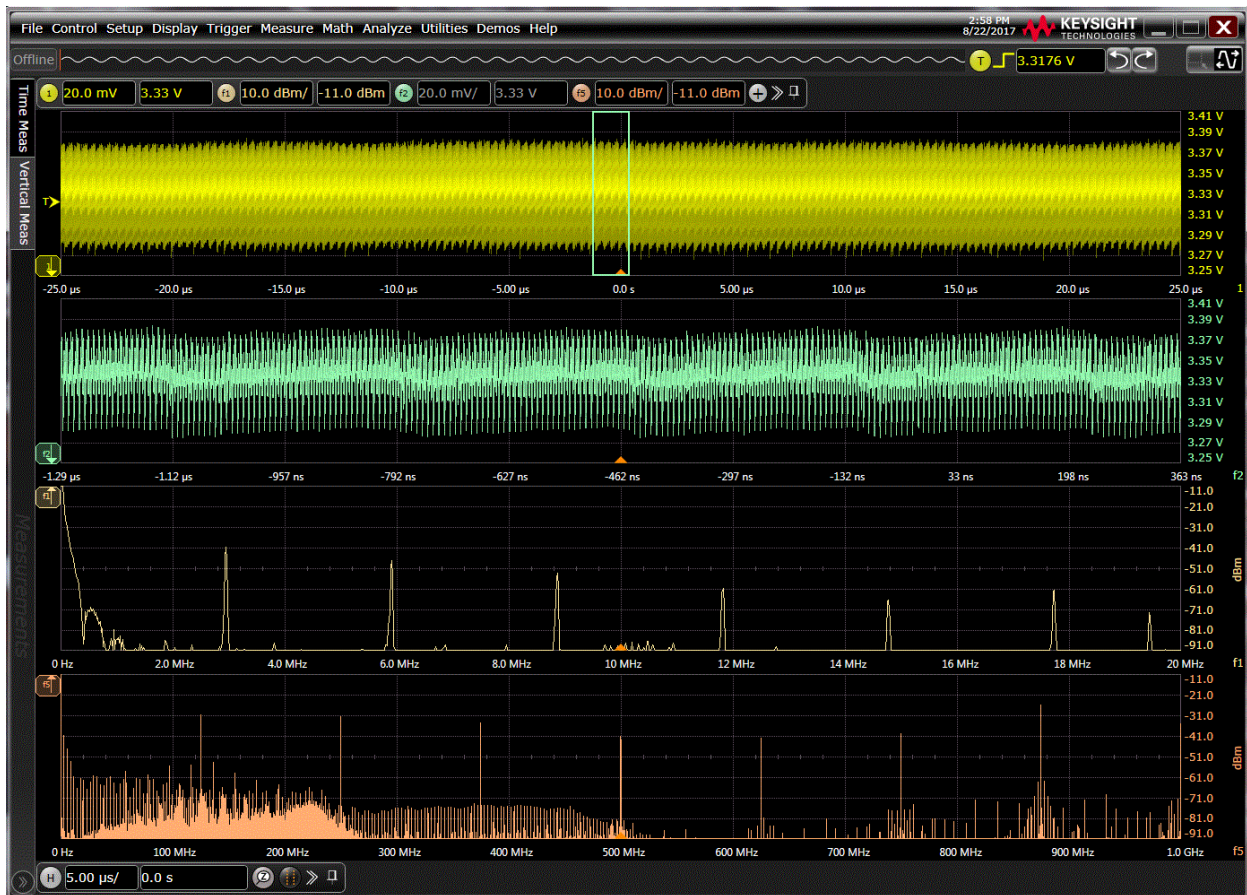 File Control Setup Display Trigger Measure Math Analyze Utilities Demos Help
2:58 PM
8/22/2017
KEYSIGHT
TECHNOLOGIES
Offline
T
3.3176 V
1 20.0 mV 3.33 V f1 10.0 dBm/ -11.0 dBm f2 20.0 mV/ 3.33 V f5 10.0 dBm/ -11.0 dBm
Time Meas
Vertical Meas
Measurements
3.41 V
3.39 V
3.37 V
3.35 V
T
3.33 V
3.31 V
3.29 V
3.27 V
1
3.25 V
-25.0 µs -20.0 µs -15.0 µs -10.0 µs -5.00 µs 0.0 s 5.00 µs 10.0 µs 15.0 µs 20.0 µs 25.0 µs 1
3.41 V
3.39 V
3.37 V
3.35 V
3.33 V
3.31 V
3.29 V
3.27 V
f2
3.25 V
-1.29 µs -1.12 µs -957 ns -792 ns -627 ns -462 ns -297 ns -132 ns 33 ns 198 ns 363 ns f2
f1
-11.0
-21.0
-31.0
-41.0
-51.0
-61.0
-71.0
-81.0
-91.0
dBm
0 Hz 2.0 MHz 4.0 MHz 6.0 MHz 8.0 MHz 10 MHz 12 MHz 14 MHz 16 MHz 18 MHz 20 MHz f1
f5
-11.0
-21.0
-31.0
-41.0
-51.0
-61.0
-71.0
-81.0
-91.0
dBm
0 Hz 100 MHz 200 MHz 300 MHz 400 MHz 500 MHz 600 MHz 700 MHz 800 MHz 900 MHz 1.0 GHz f5
H 5.00 µs/ 0.0 s Z